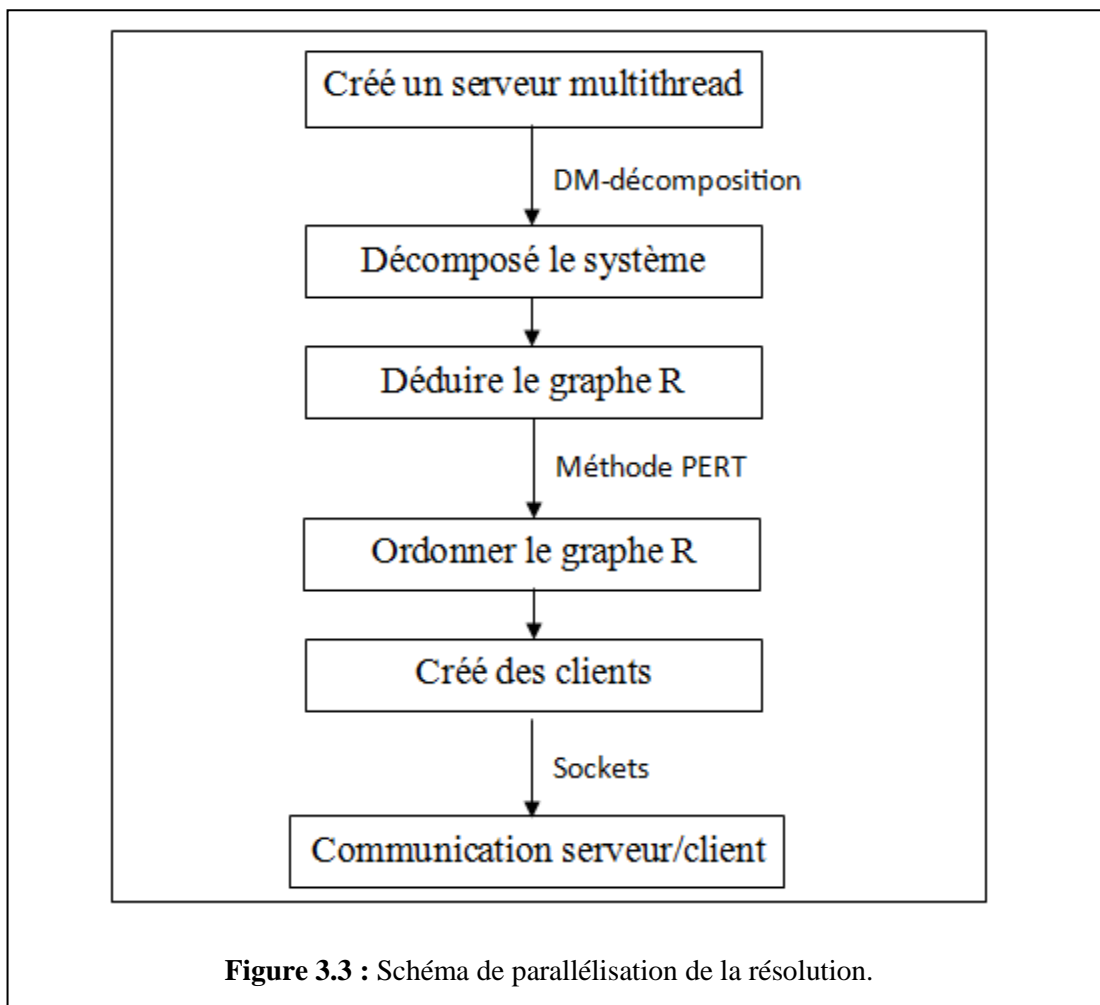 Créé un serveur multithread
DM-décomposition
Décomposé le système
Déduire le graphe R
Méthode PERT
Ordonner le graphe R
Créé des clients
Sockets
Communication serveur/client
Figure 3.3 : Schéma de parallélisation de la résolution.